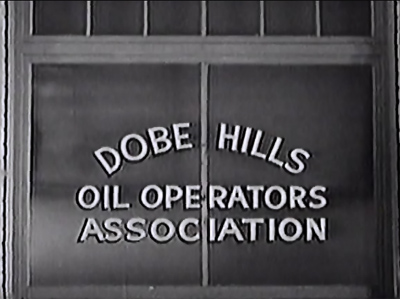 DOBE HILLS
OIL OPERATORS
ASSOCIATION